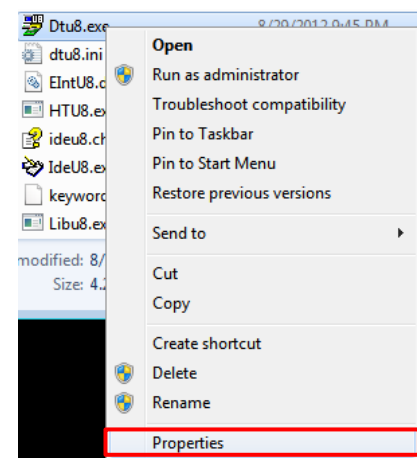 Dtu8.exe 8/29/2012 9:45 PM
dtu8.ini
Open
EIntU8.d
Run as administrator
HTU8.ex
Troubleshoot compatibility
ideu8.ch
Pin to Taskbar
IdeU8.ex
Pin to Start Menu
keyword
Restore previous versions
Libu8.ex
Send to
modified: 8/
Size: 4.2
Cut
Copy
Create shortcut
Delete
Rename
Properties